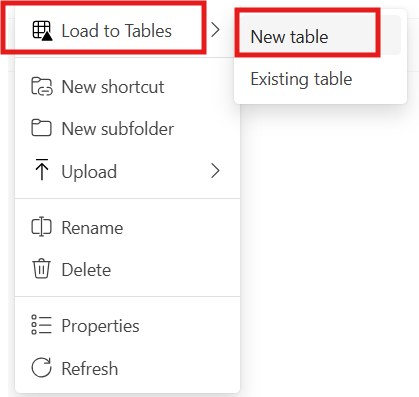 Load to Tables
New table
Existing table
New shortcut
New subfolder
Upload
Rename
Delete
Properties
Refresh